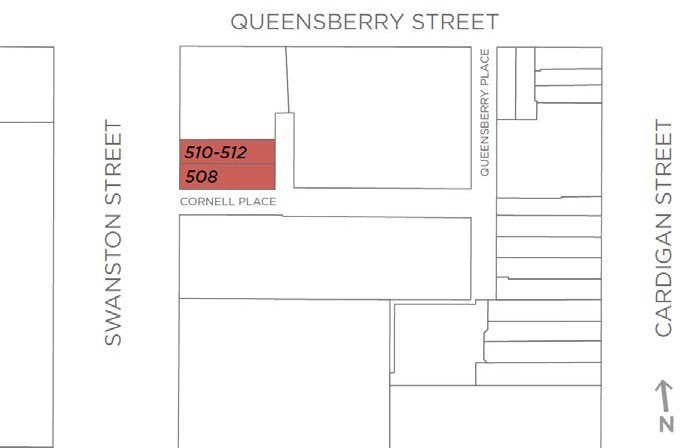 QUEENSBERRY STREET
QUEENSBERRY PLACE
510-512
508
CORNELL PLACE
SWANSTON STREET
CARDIGAN STREET
N